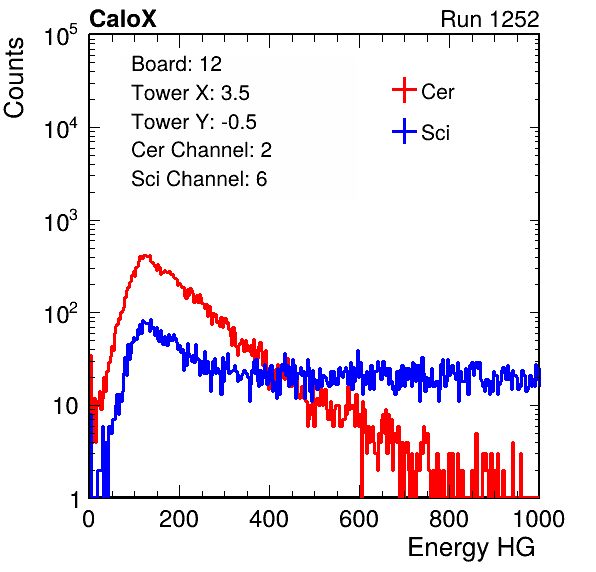 CaloX Run 1252
Counts
10^5
10^4
10^3
10^2
10
1
Board: 12
Tower X: 3.5
Tower Y: -0.5
Cer Channel: 2
Sci Channel: 6
Cer
Sci
0 200 400 600 800 1000
Energy HG